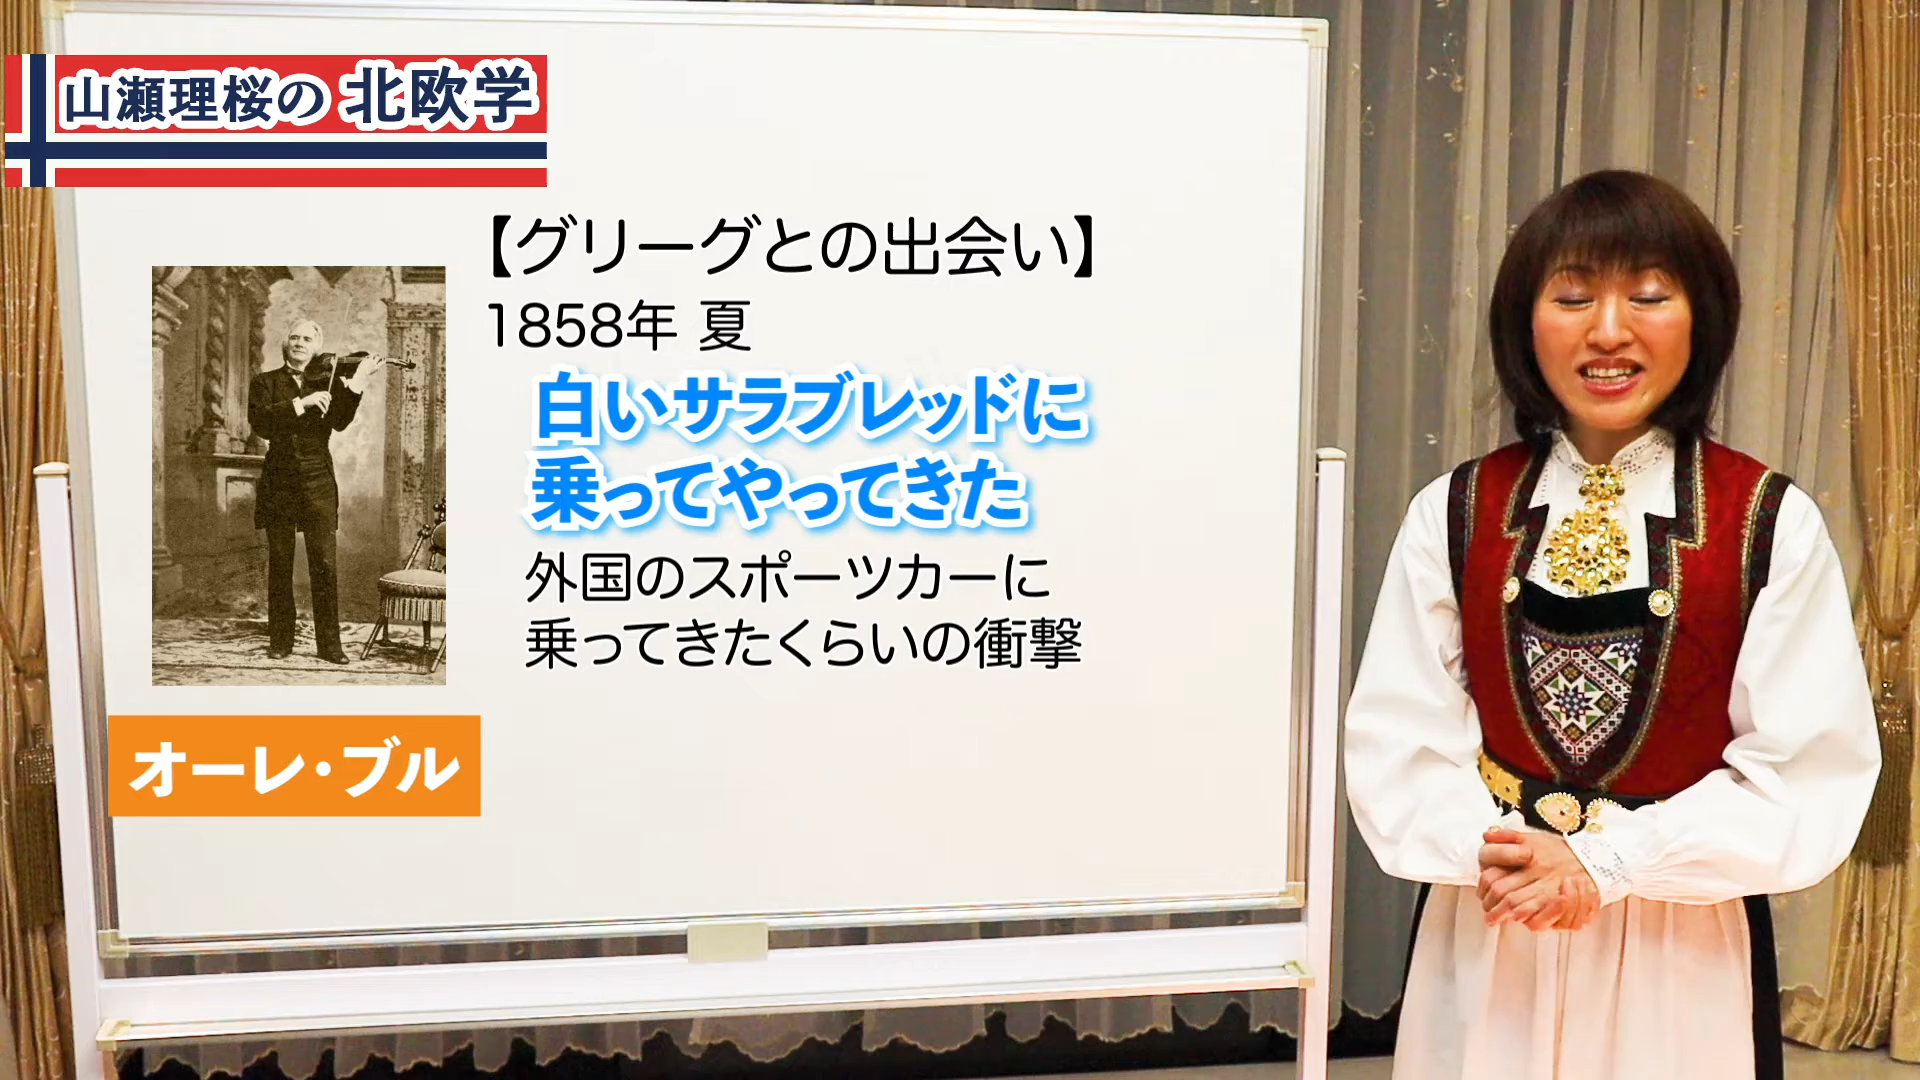 山瀬理桜の 北欧学
【グリーグとの出会い】
1858年 夏
白いサラブレッドに
乗ってやってきた
外国のスポーツカーに
乗ってきたくらいの衝撃
オーレ・ブル